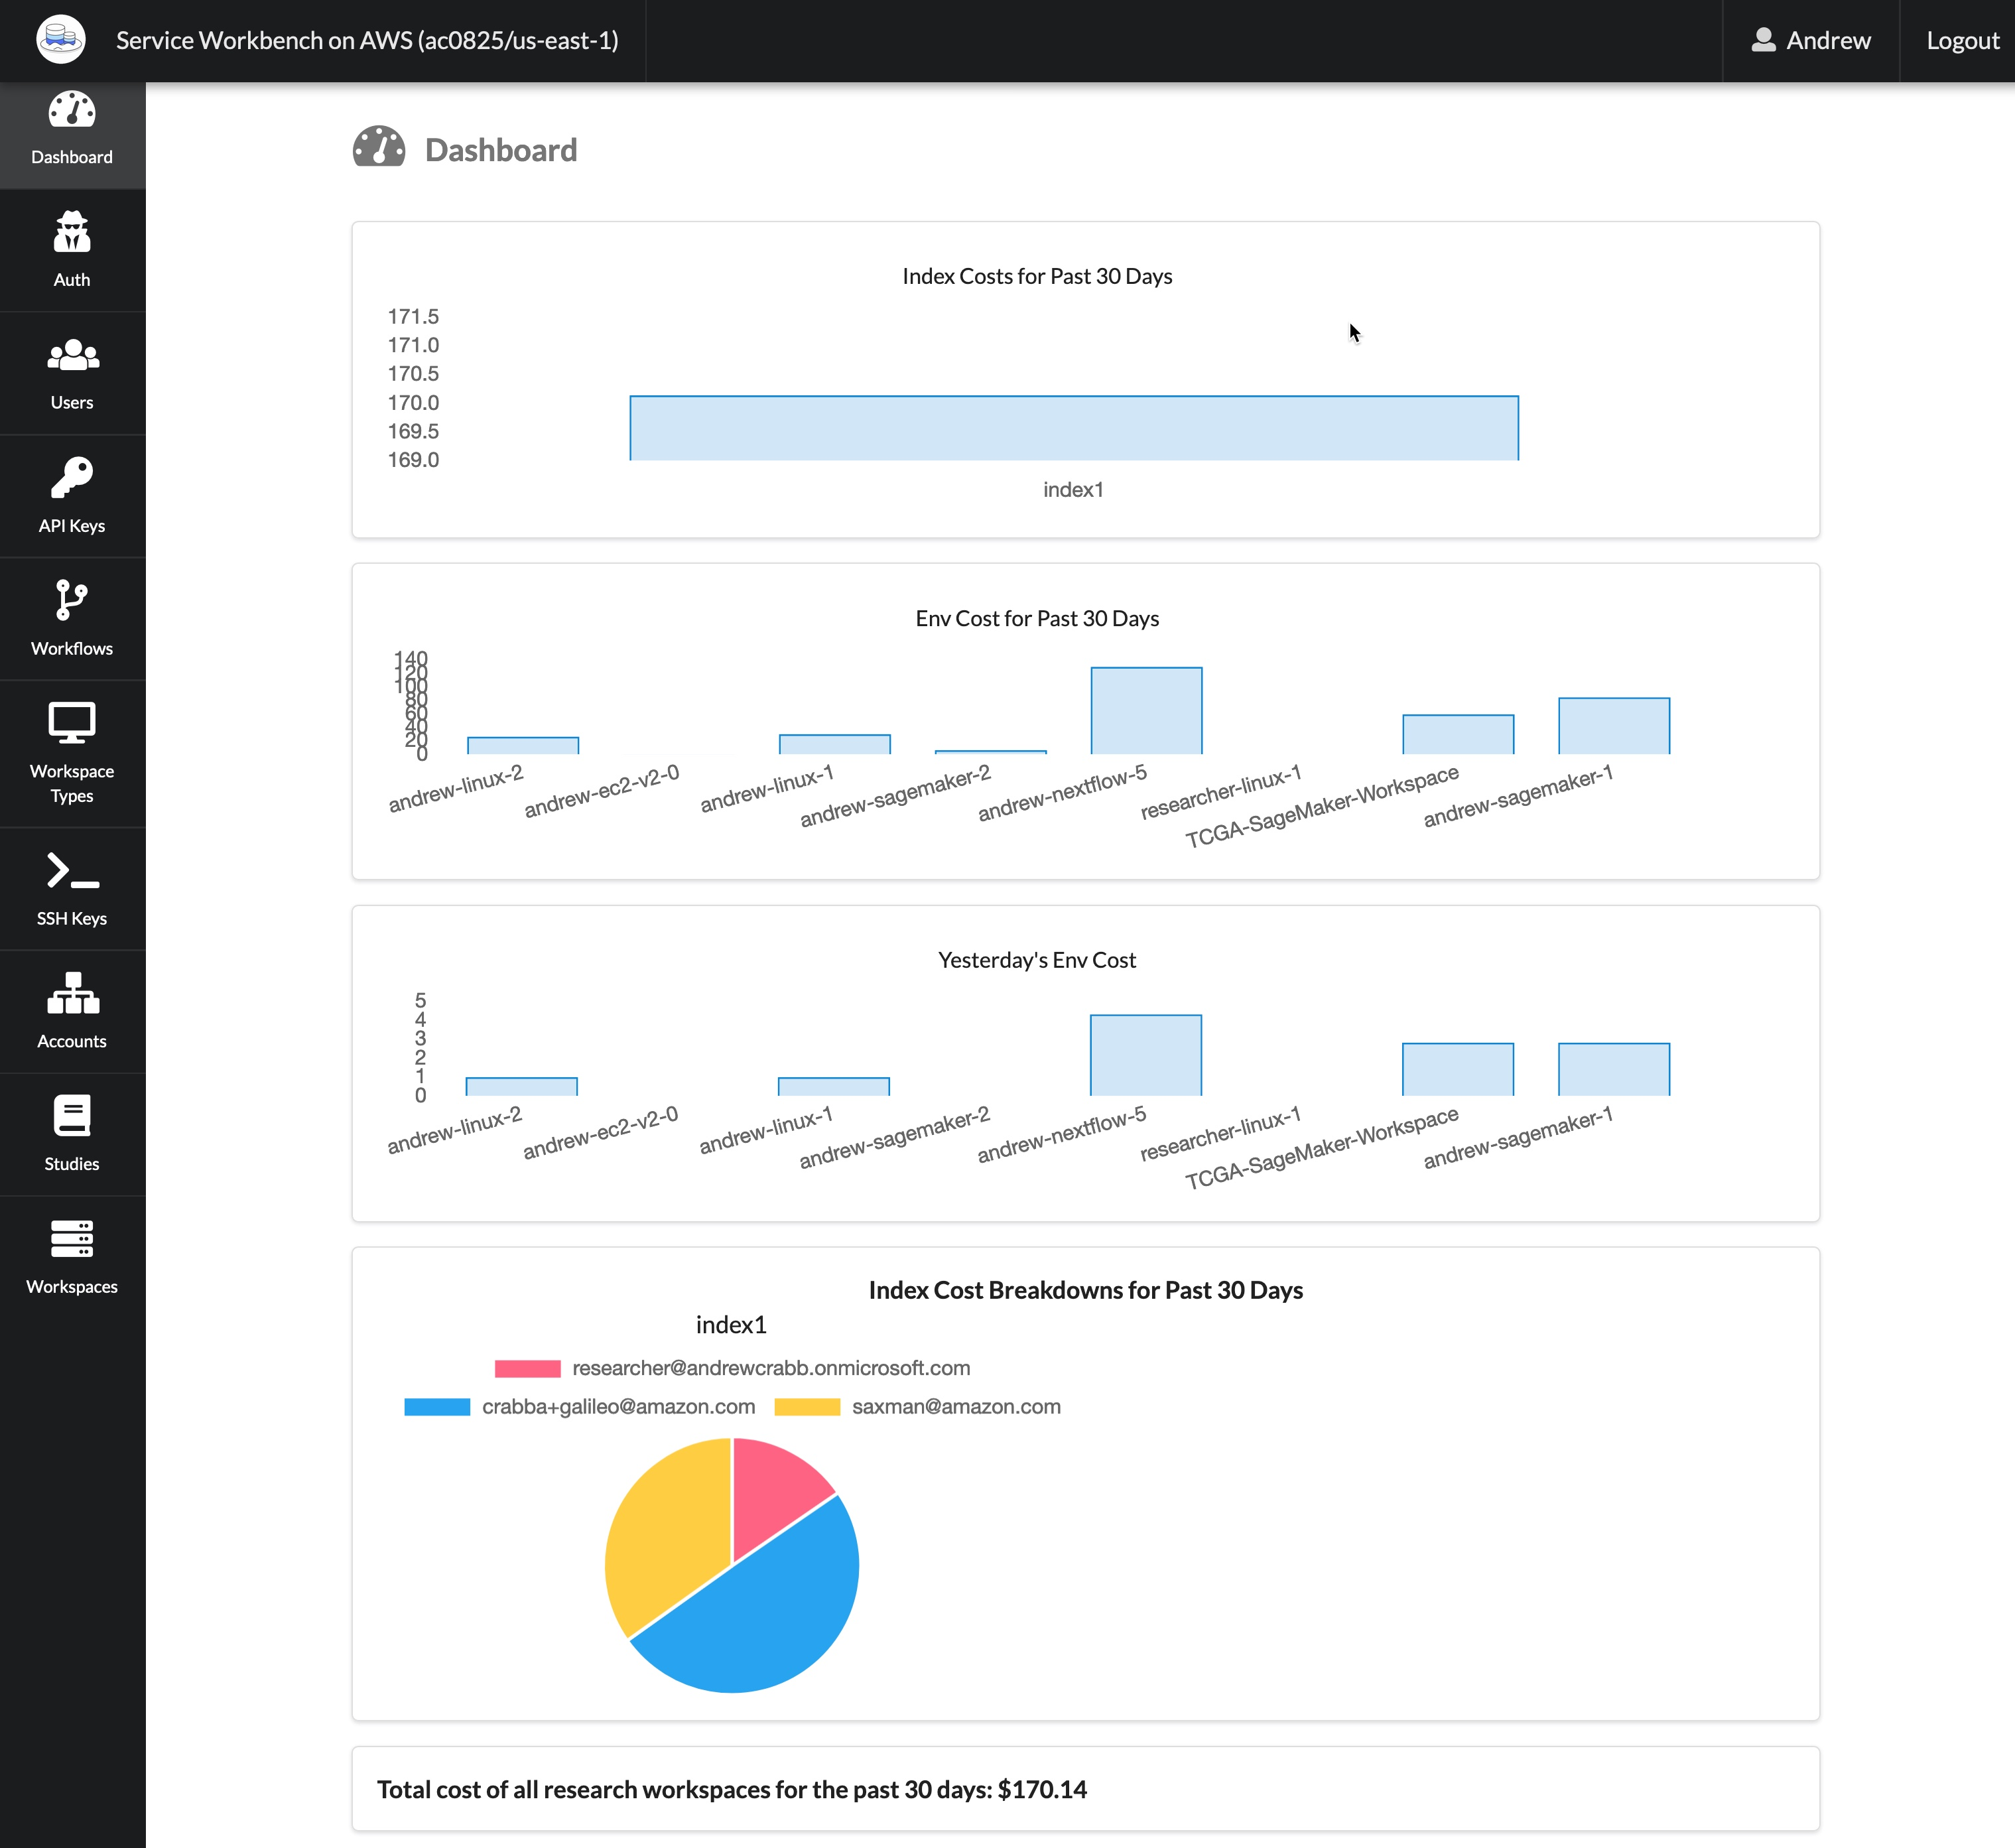 Service Workbench on AWS (ac0825/us-east-1)
Andrew
Logout
Dashboard
Auth
Users
API Keys
Workflows
Workspace
Types
SSH Keys
Accounts
Studies
Workspaces
Dashboard
Index Costs for Past 30 Days
171.5
171.0
170.5
170.0
169.5
169.0
index1
Env Cost for Past 30 Days
140
120
100
80
60
40
20
0
andrew-linux-2
andrew-ec2-v2-0
andrew-linux-1
andrew-sagemaker-2
andrew-nextflow-5
researcher-linux-1
TCGA-SageMaker-Workspace
andrew-sagemaker-1
Yesterday's Env Cost
5
4
3
2
1
0
andrew-linux-2
andrew-ec2-v2-0
andrew-linux-1
andrew-sagemaker-2
andrew-nextflow-5
researcher-linux-1
TCGA-SageMaker-Workspace
andrew-sagemaker-1
Index Cost Breakdowns for Past 30 Days
index1
researcher@andrewcrabb.onmicrosoft.com
crabba+galileo@amazon.com saxman@amazon.com
Total cost of all research workspaces for the past 30 days: $170.14